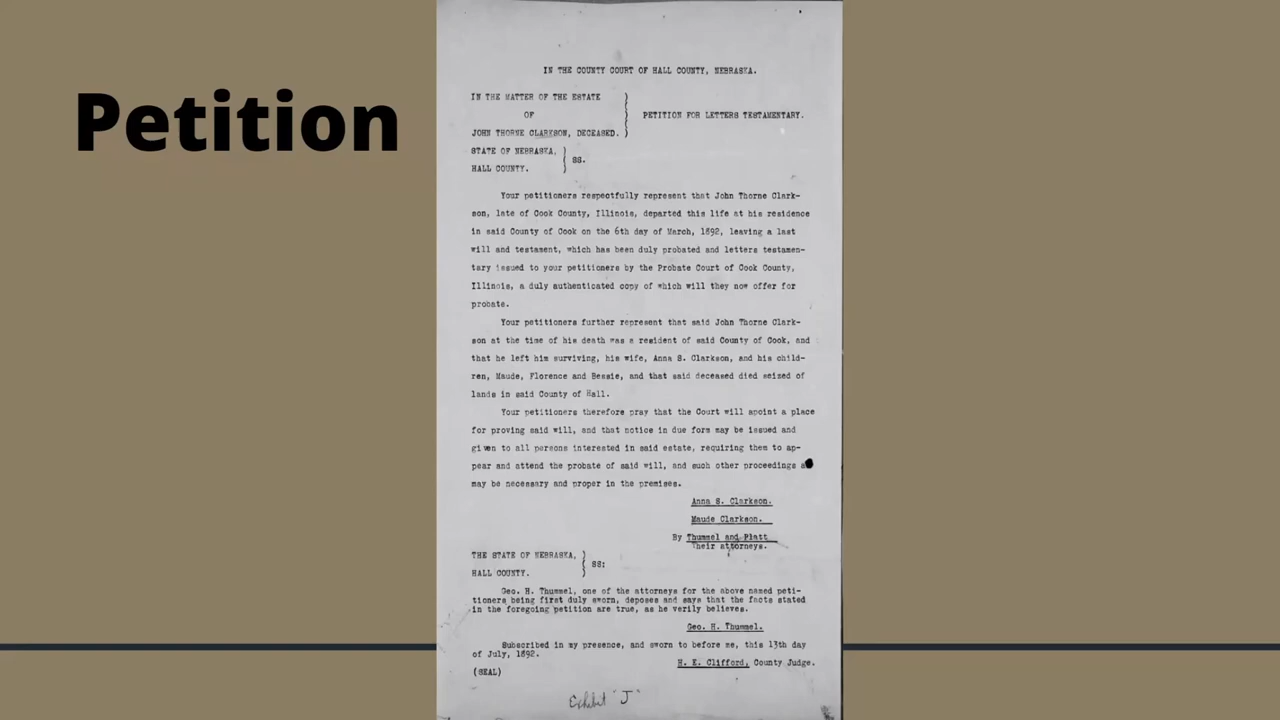 Petition
IN THE COUNTY COURT OF HALL COUNTY, NEBRASKA.
IN THE MATTER OF THE ESTATE
OF
JOHN THORNE CLARKSON, DECEASED.
PETITION FOR LETTERS TESTAMENTARY.
STATE OF NEBRASKA,
HALL COUNTY.
SS.
Your petitioners respectfully represent that John Thorne Clark-
son, late of Cook County, Illinois, departed this life at his residence
in said County of Cook on the 6th day of March, 1892, leaving a last
will and testament, which has been duly probated and letters testamen-
tary issued to your petitioners by the Probate Court of Cook County,
Illinois, a duly authenticated copy of which will they now offer for
probate.
Your petitioners further represent that said John Thorne Clark-
son at the time of his death was a resident of said County of Cook, and
that he left him surviving, his wife, Anna S. Clarkson, and his child-
ren, Maude, Florence and Bessie, and that said deceased died seized of
lands in said County of Hall.
Your petitioners therefore pray that the Court will apoint a place
for proving said will, and that notice in due form may be issued and
given to all persons interested in said estate, requiring them to ap-
pear and attend the probate of said will, and such other proceedings
may be necessary and proper in the premises.
Anna S. Clarkson.
Maude Clarkson.
By Thummel and Platt
Their attorneys.
THE STATE OF NEBRASKA,
HALL COUNTY.
SS:
Geo. H. Thummel, one of the attorneys for the above named peti-
tioners being first duly sworn, deposes and says that the facts stated
in the foregoing petition are true, as he verily believes.
Geo. H. Thummel.
Subscribed in my presence, and sworn to before me, this 13th day
of July, 1892.
H. E. Clifford, County Judge.
(SEAL)
Exhibit "J"